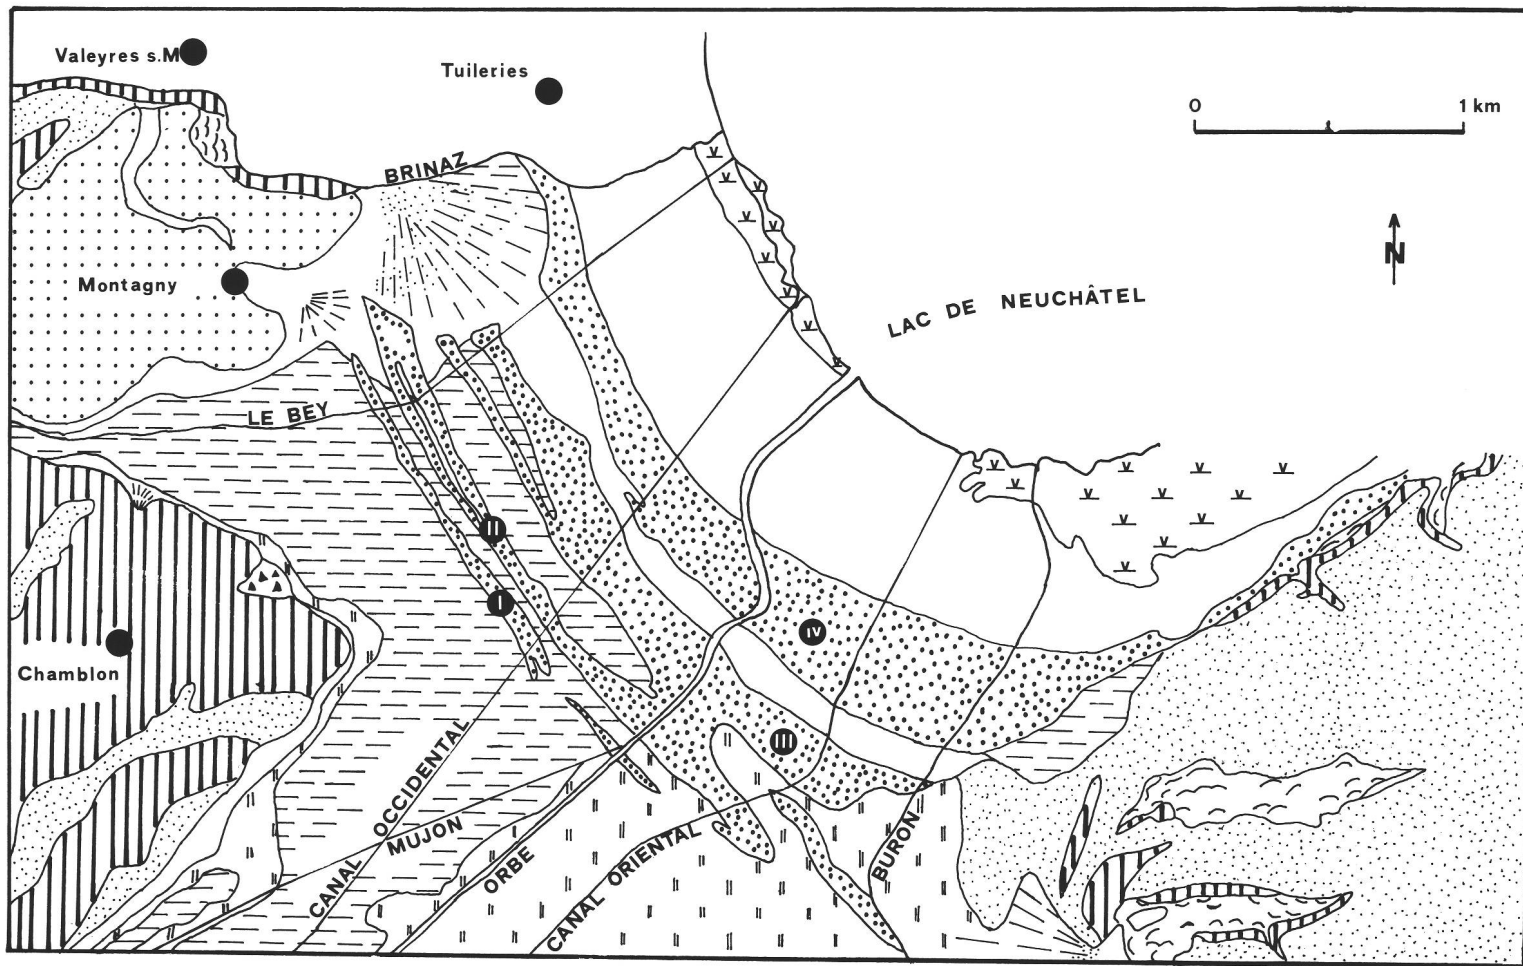 Valeyres s.M
Tuileries
0 1 km
BRINAZ
N
Montagny
LAC DE NEUCHÂTEL
LE BEY
II
I
IV
Chamblon
III
CANAL OCCIDENTAL
MUJON
ORBE
CANAL ORIENTAL
BURON